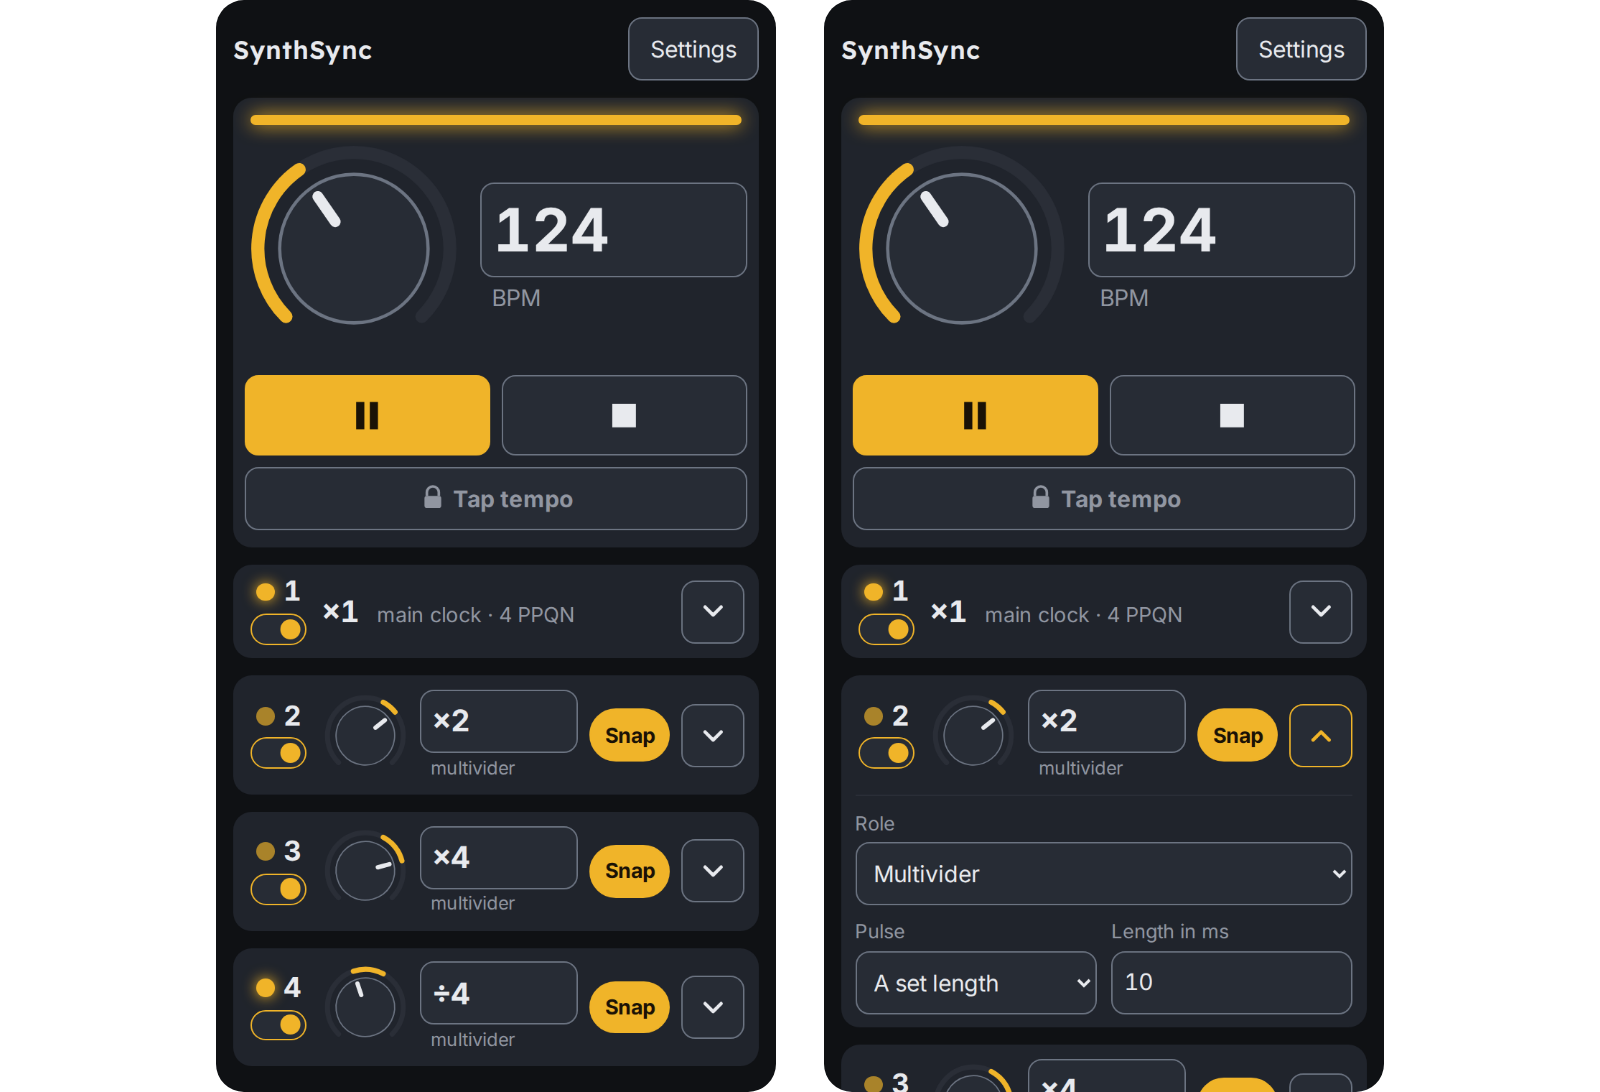 SynthSync
Settings
124
BPM
Tap tempo
1
×1 main clock · 4 PPQN
2
×2
multivider
Snap
3
×4
multivider
Snap
4
÷4
multivider
Snap
SynthSync
Settings
124
BPM
Tap tempo
1
×1 main clock · 4 PPQN
2
×2
multivider
Snap
Role
Multivider
Pulse
Length in ms
A set length
10
3
×4